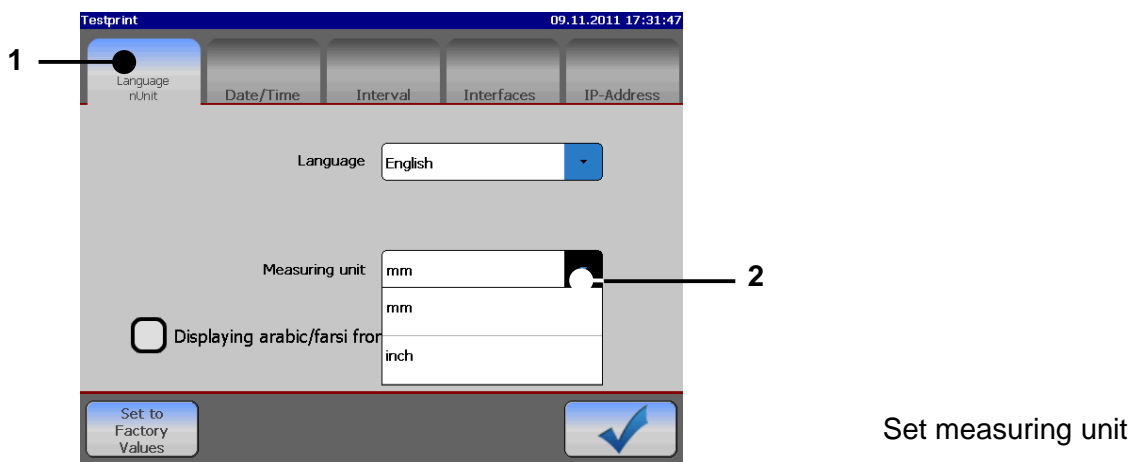 Testprint 09.11.2011 17:31:47
1
Language
nUnit
Date/Time
Interval
Interfaces
IP-Address
Language
English
Measuring unit
mm
2
mm
Displaying arabic/farsi fror
inch
Set to
Factory
Values
Set measuring unit